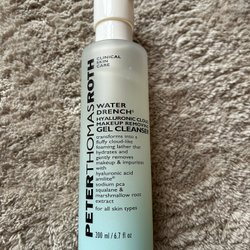 CLINICAL
SKIN
CARE
PETER THOMAS ROTH
WATER
DRENCH®
HYALURONIC CLOUD
MAKEUP REMOVING
GEL CLEANSER
transforms into a
fluffy cloud-like
foaming lather that
hydrates and
gently removes
makeup & impurities
with
hyaluronic acid
amilite®
sodium pca
squalane &
marshmallow root
extract
for all skin types
200 ml / 6.7 fl oz